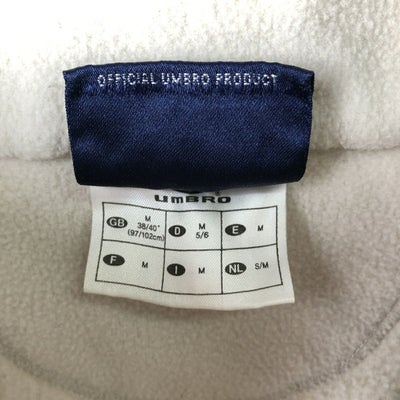 OFFICIAL UMBRO PRODUCT
umBRO
GB M 38/40" (97/102cm)
D M 5/6
E M
F M
I M
NL S/M